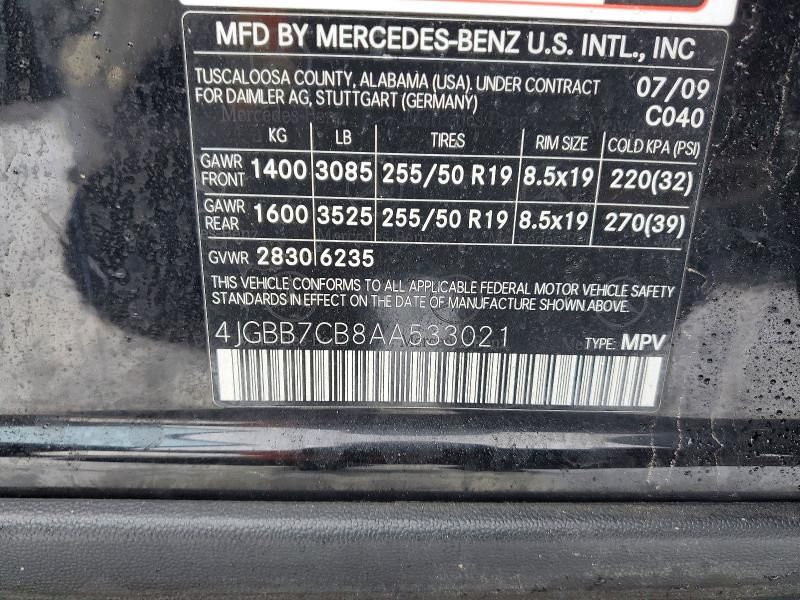 MFD BY MERCEDES-BENZ U.S. INTL., INC
TUSCALOOSA COUNTY, ALABAMA (USA). UNDER CONTRACT 07/09
FOR DAIMLER AG, STUTTGART (GERMANY) C040
KG LB TIRES RIM SIZE COLD KPA (PSI)
GAWR FRONT 1400 3085 255/50 R19 8.5x19 220(32)
GAWR REAR 1600 3525 255/50 R19 8.5x19 270(39)
GVWR 2830 6235
THIS VEHICLE CONFORMS TO ALL APPLICABLE FEDERAL MOTOR VEHICLE SAFETY
STANDARDS IN EFFECT ON THE DATE OF MANUFACTURE SHOWN ABOVE.
4JGBB7CB8AA533021 TYPE: MPV